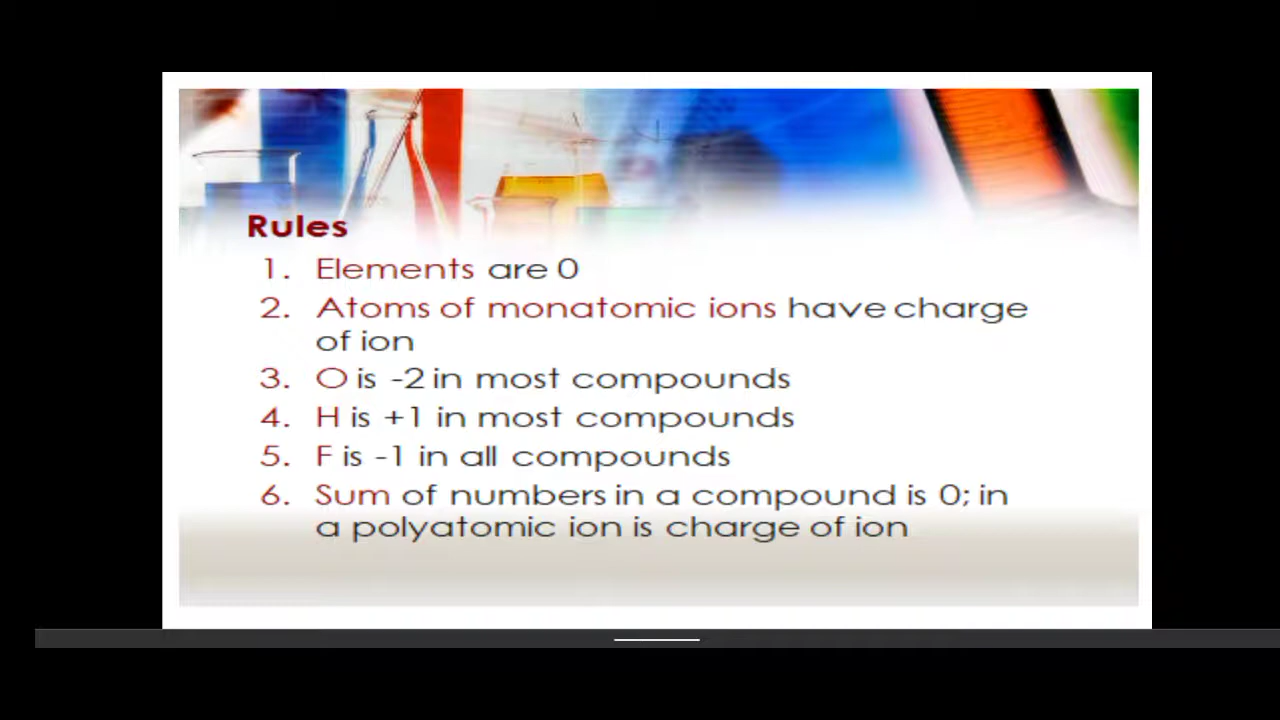 Rules
1. Elements are 0
2. Atoms of monatomic ions have charge
of ion
3. O is -2 in most compounds
4. H is +1 in most compounds
5. F is -1 in all compounds
6. Sum of numbers in a compound is 0; in
a polyatomic ion is charge of ion